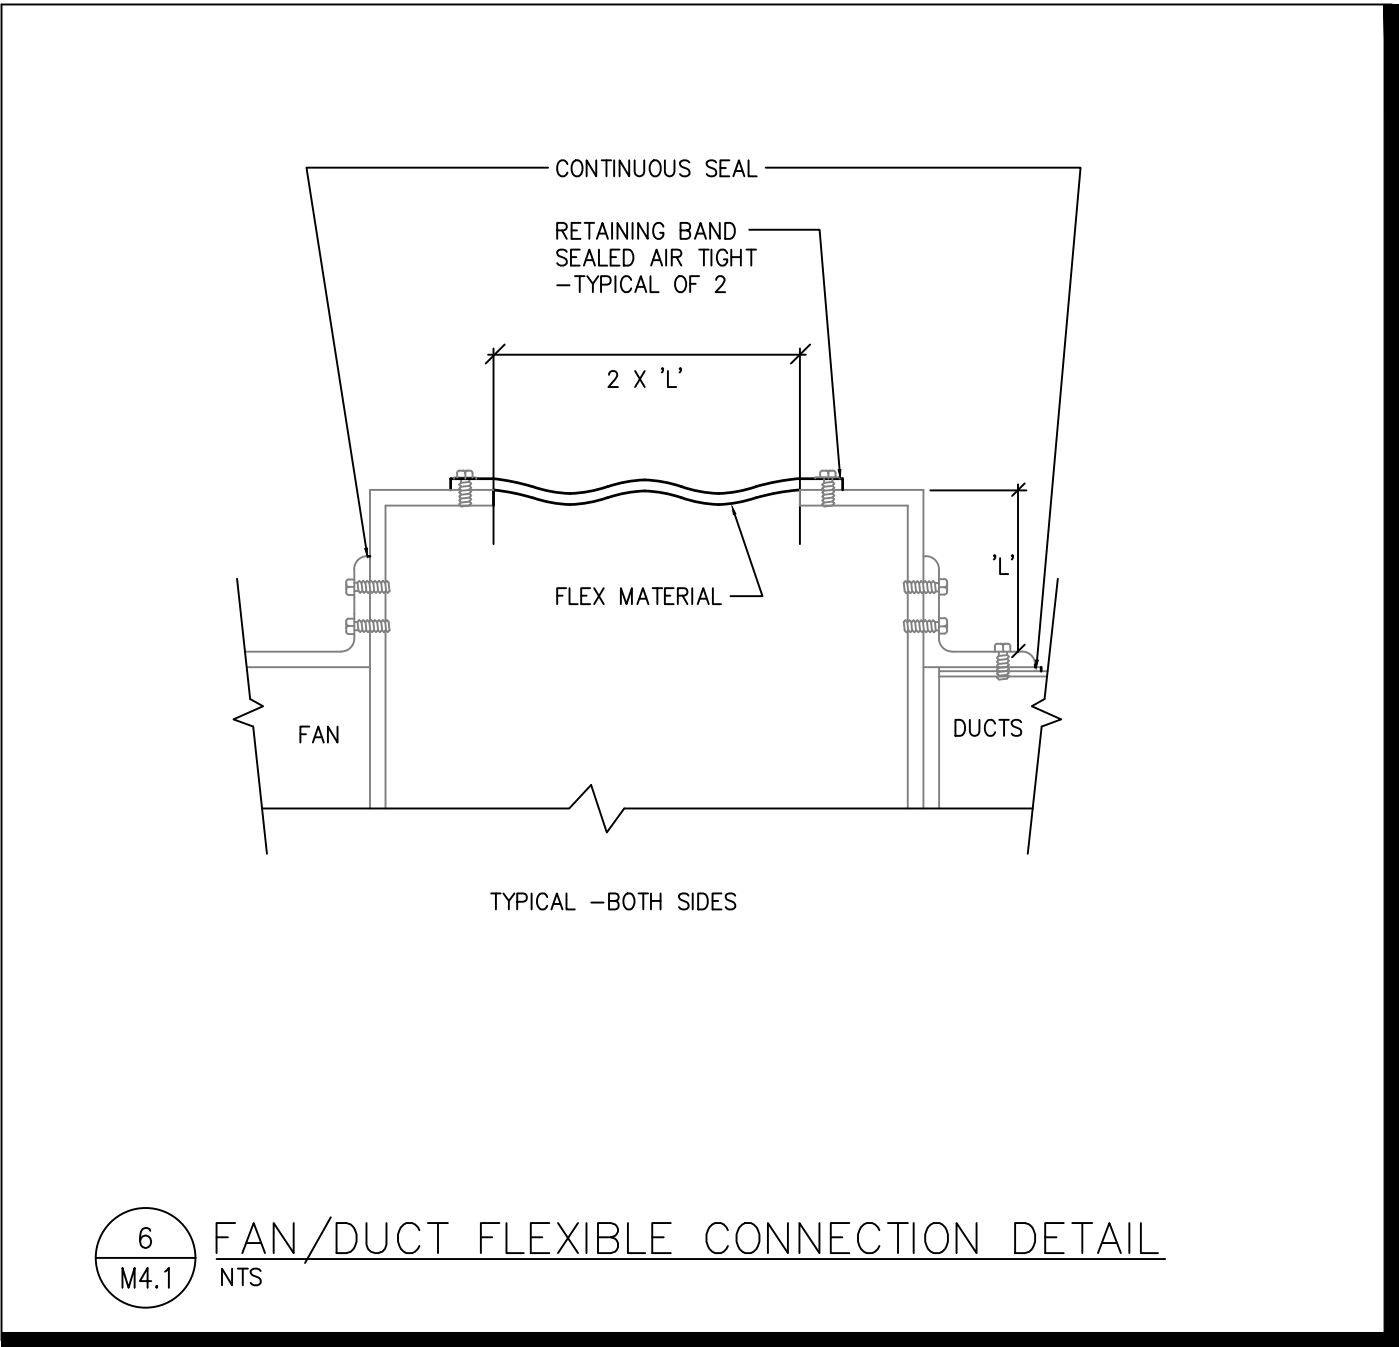 CONTINUOUS SEAL
RETAINING BAND
SEALED AIR TIGHT
-TYPICAL OF 2
2 X 'L'
'L'
FLEX MATERIAL
FAN
DUCTS
TYPICAL -BOTH SIDES
6
M4.1
FAN/DUCT FLEXIBLE CONNECTION DETAIL
NTS